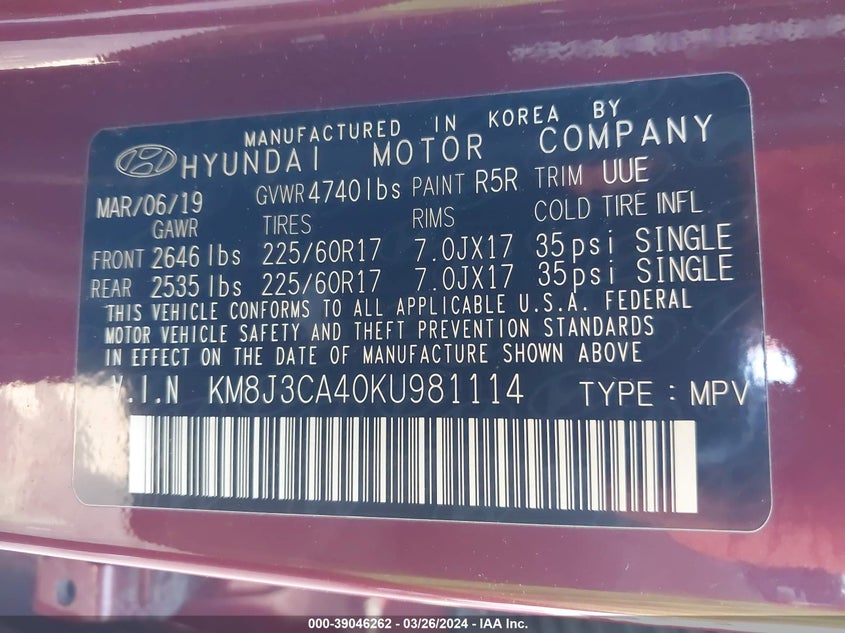 MANUFACTURED IN KOREA BY
HYUNDAI MOTOR COMPANY
MAR/06/19 GVWR 4740lbs PAINT R5R TRIM UUE
GAWR TIRES RIMS COLD TIRE INFL
FRONT 2646 lbs 225/60R17 7.0JX17 35psi SINGLE
REAR 2535 lbs 225/60R17 7.0JX17 35psi SINGLE
THIS VEHICLE CONFORMS TO ALL APPLICABLE U.S.A. FEDERAL
MOTOR VEHICLE SAFETY AND THEFT PREVENTION STANDARDS
IN EFFECT ON THE DATE OF MANUFACTURE SHOWN ABOVE
V.I.N KM8J3CA40KU981114 TYPE : MPV
000-39046262 - 03/26/2024 - IAA Inc.